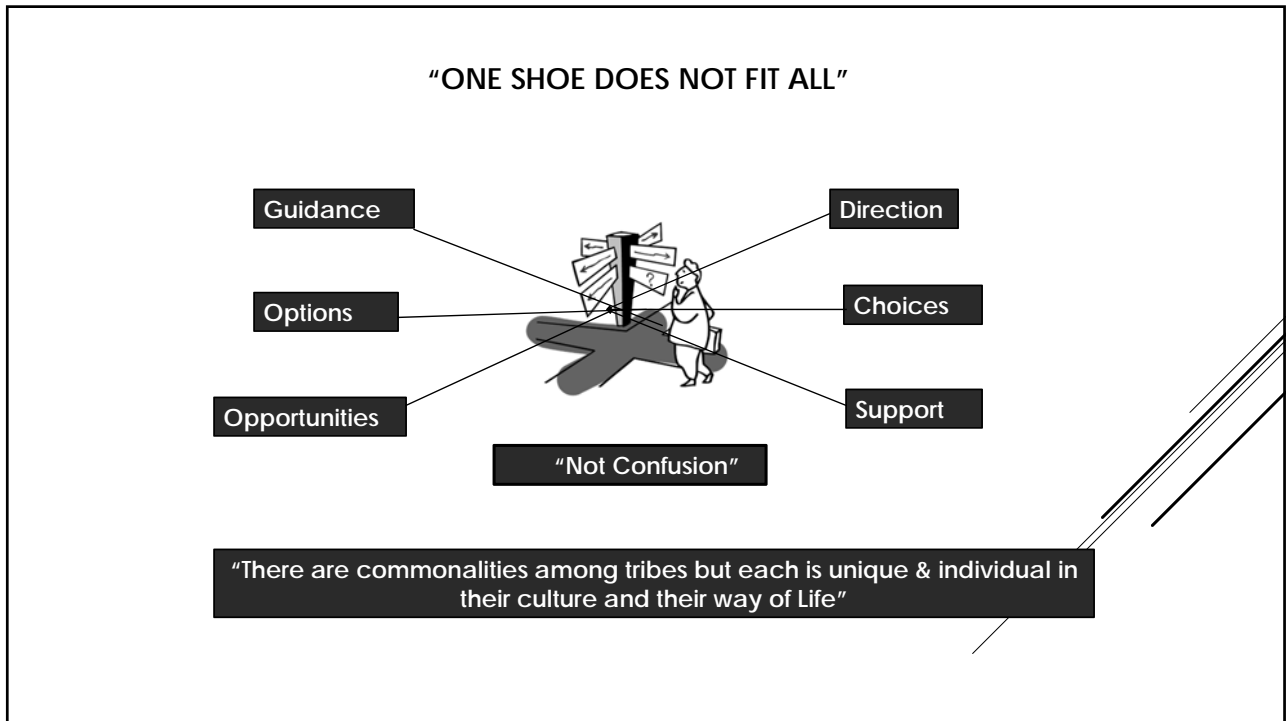 “ONE SHOE DOES NOT FIT ALL”
Guidance
Direction
?
Options
Choices
Opportunities
Support
“Not Confusion”
“There are commonalities among tribes but each is unique & individual in
their culture and their way of Life”